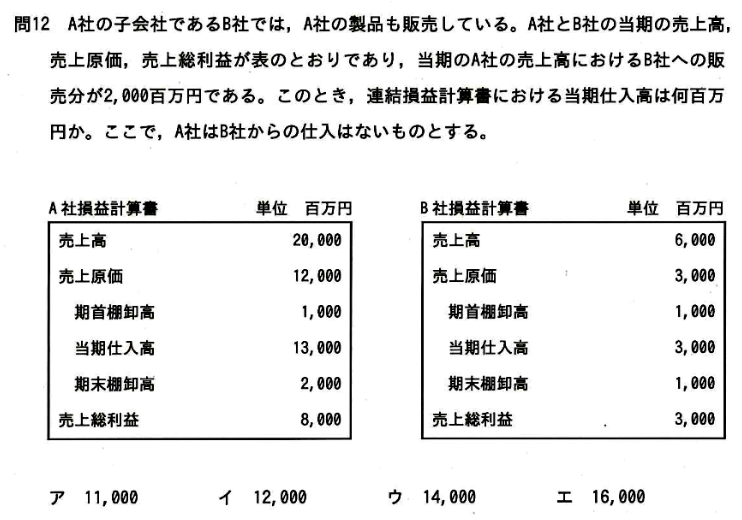 問12　A社の子会社であるB社では，A社の製品も販売している。A社とB社の当期の売上高，
売上原価，売上総利益が表のとおりであり，当期のA社の売上高におけるB社への販
売分が2,000百万円である。このとき，連結損益計算書における当期仕入高は何百万
円か。ここで，A社はB社からの仕入はないものとする。
A社損益計算書　単位　百万円
売上高　20,000
売上原価　12,000
期首棚卸高　1,000
当期仕入高　13,000
期末棚卸高　2,000
売上総利益　8,000
B社損益計算書　単位　百万円
売上高　6,000
売上原価　3,000
期首棚卸高　1,000
当期仕入高　3,000
期末棚卸高　1,000
売上総利益　3,000
ア　11,000　イ　12,000　ウ　14,000　エ　16,000